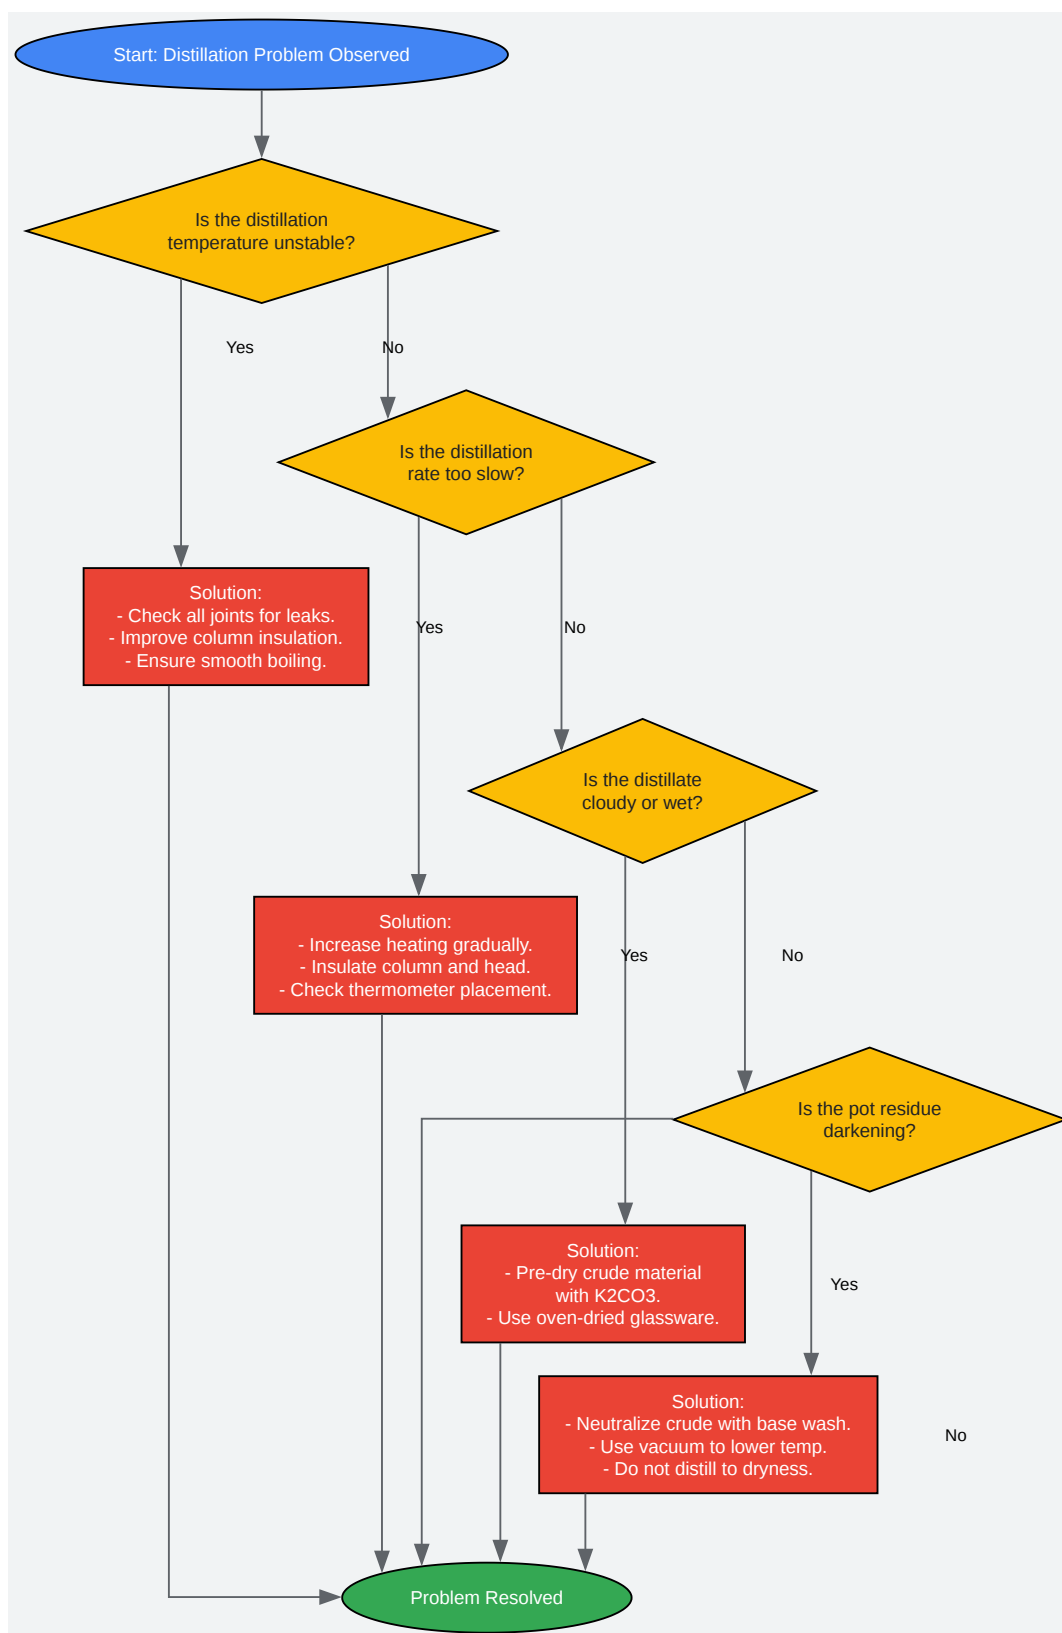 Start: Distillation Problem Observed
Is the distillation
temperature unstable?
Yes
No
Is the distillation
rate too slow?
Solution:
- Check all joints for leaks.
- Improve column insulation.
- Ensure smooth boiling.
Yes
No
Is the distillate
cloudy or wet?
Solution:
- Increase heating gradually.
- Insulate column and head.
- Check thermometer placement.
Yes
No
Is the pot residue
darkening?
Solution:
- Pre-dry crude material
with K2CO3.
- Use oven-dried glassware.
Yes
Solution:
- Neutralize crude with base wash.
- Use vacuum to lower temp.
- Do not distill to dryness.
No
Problem Resolved